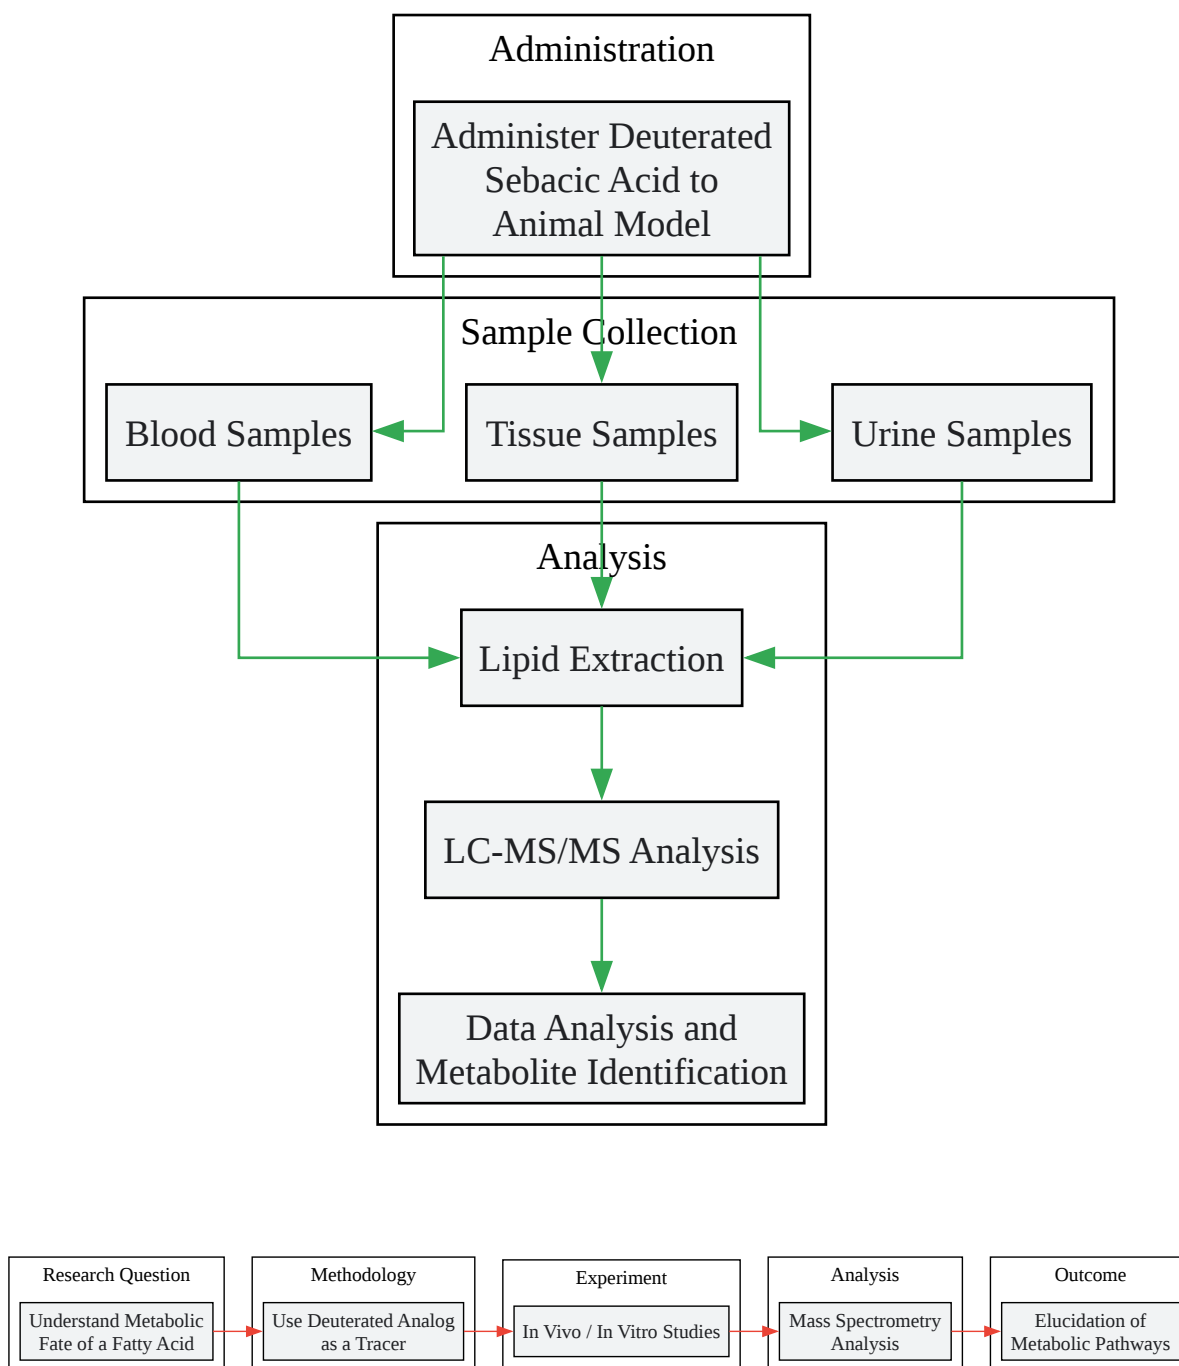 Administration
Administer Deuterated
Sebacic Acid to
Animal Model
Sample Collection
Blood Samples
Tissue Samples
Urine Samples
Analysis
Lipid Extraction
LC-MS/MS Analysis
Data Analysis and
Metabolite Identification
Research Question
Understand Metabolic
Fate of a Fatty Acid
Methodology
Use Deuterated Analog
as a Tracer
Experiment
In Vivo / In Vitro Studies
Analysis
Mass Spectrometry
Analysis
Outcome
Elucidation of
Metabolic Pathways